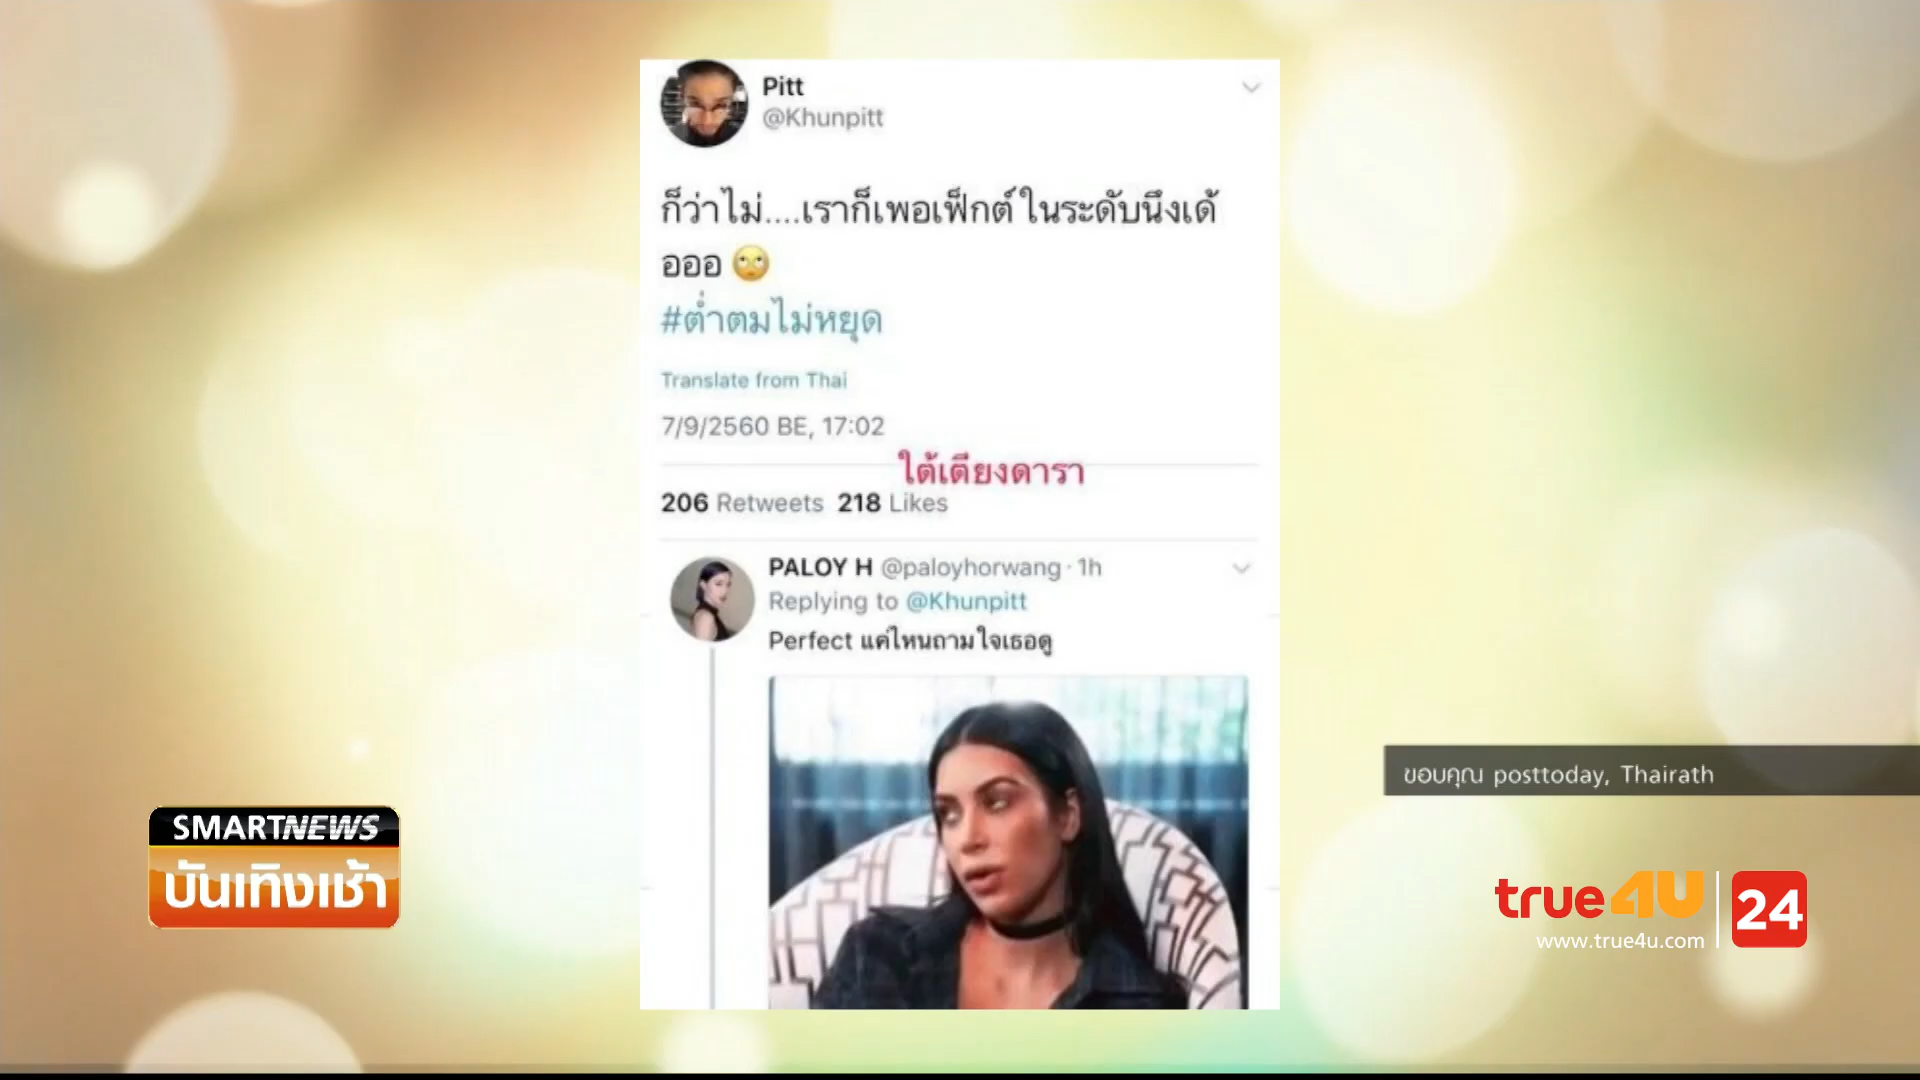 Pitt
@Khunpitt
ก็ว่าไม่....เราก็เพอเฟ็กต์ในระดับนึงเด้
อออ 🙄
#ต่ำตมไม่หยุด
Translate from Thai
7/9/2560 BE, 17:02
ใต้เตียงดารา
206 Retweets 218 Likes
PALOY H @paloyhorwang · 1h
Replying to @Khunpitt
Perfect แค่ไหนถามใจเธอดู
ขอบคุณ posttoday, Thairath
SMARTNEWS
บันเทิงเช้า
true4U 24
www.true4u.com